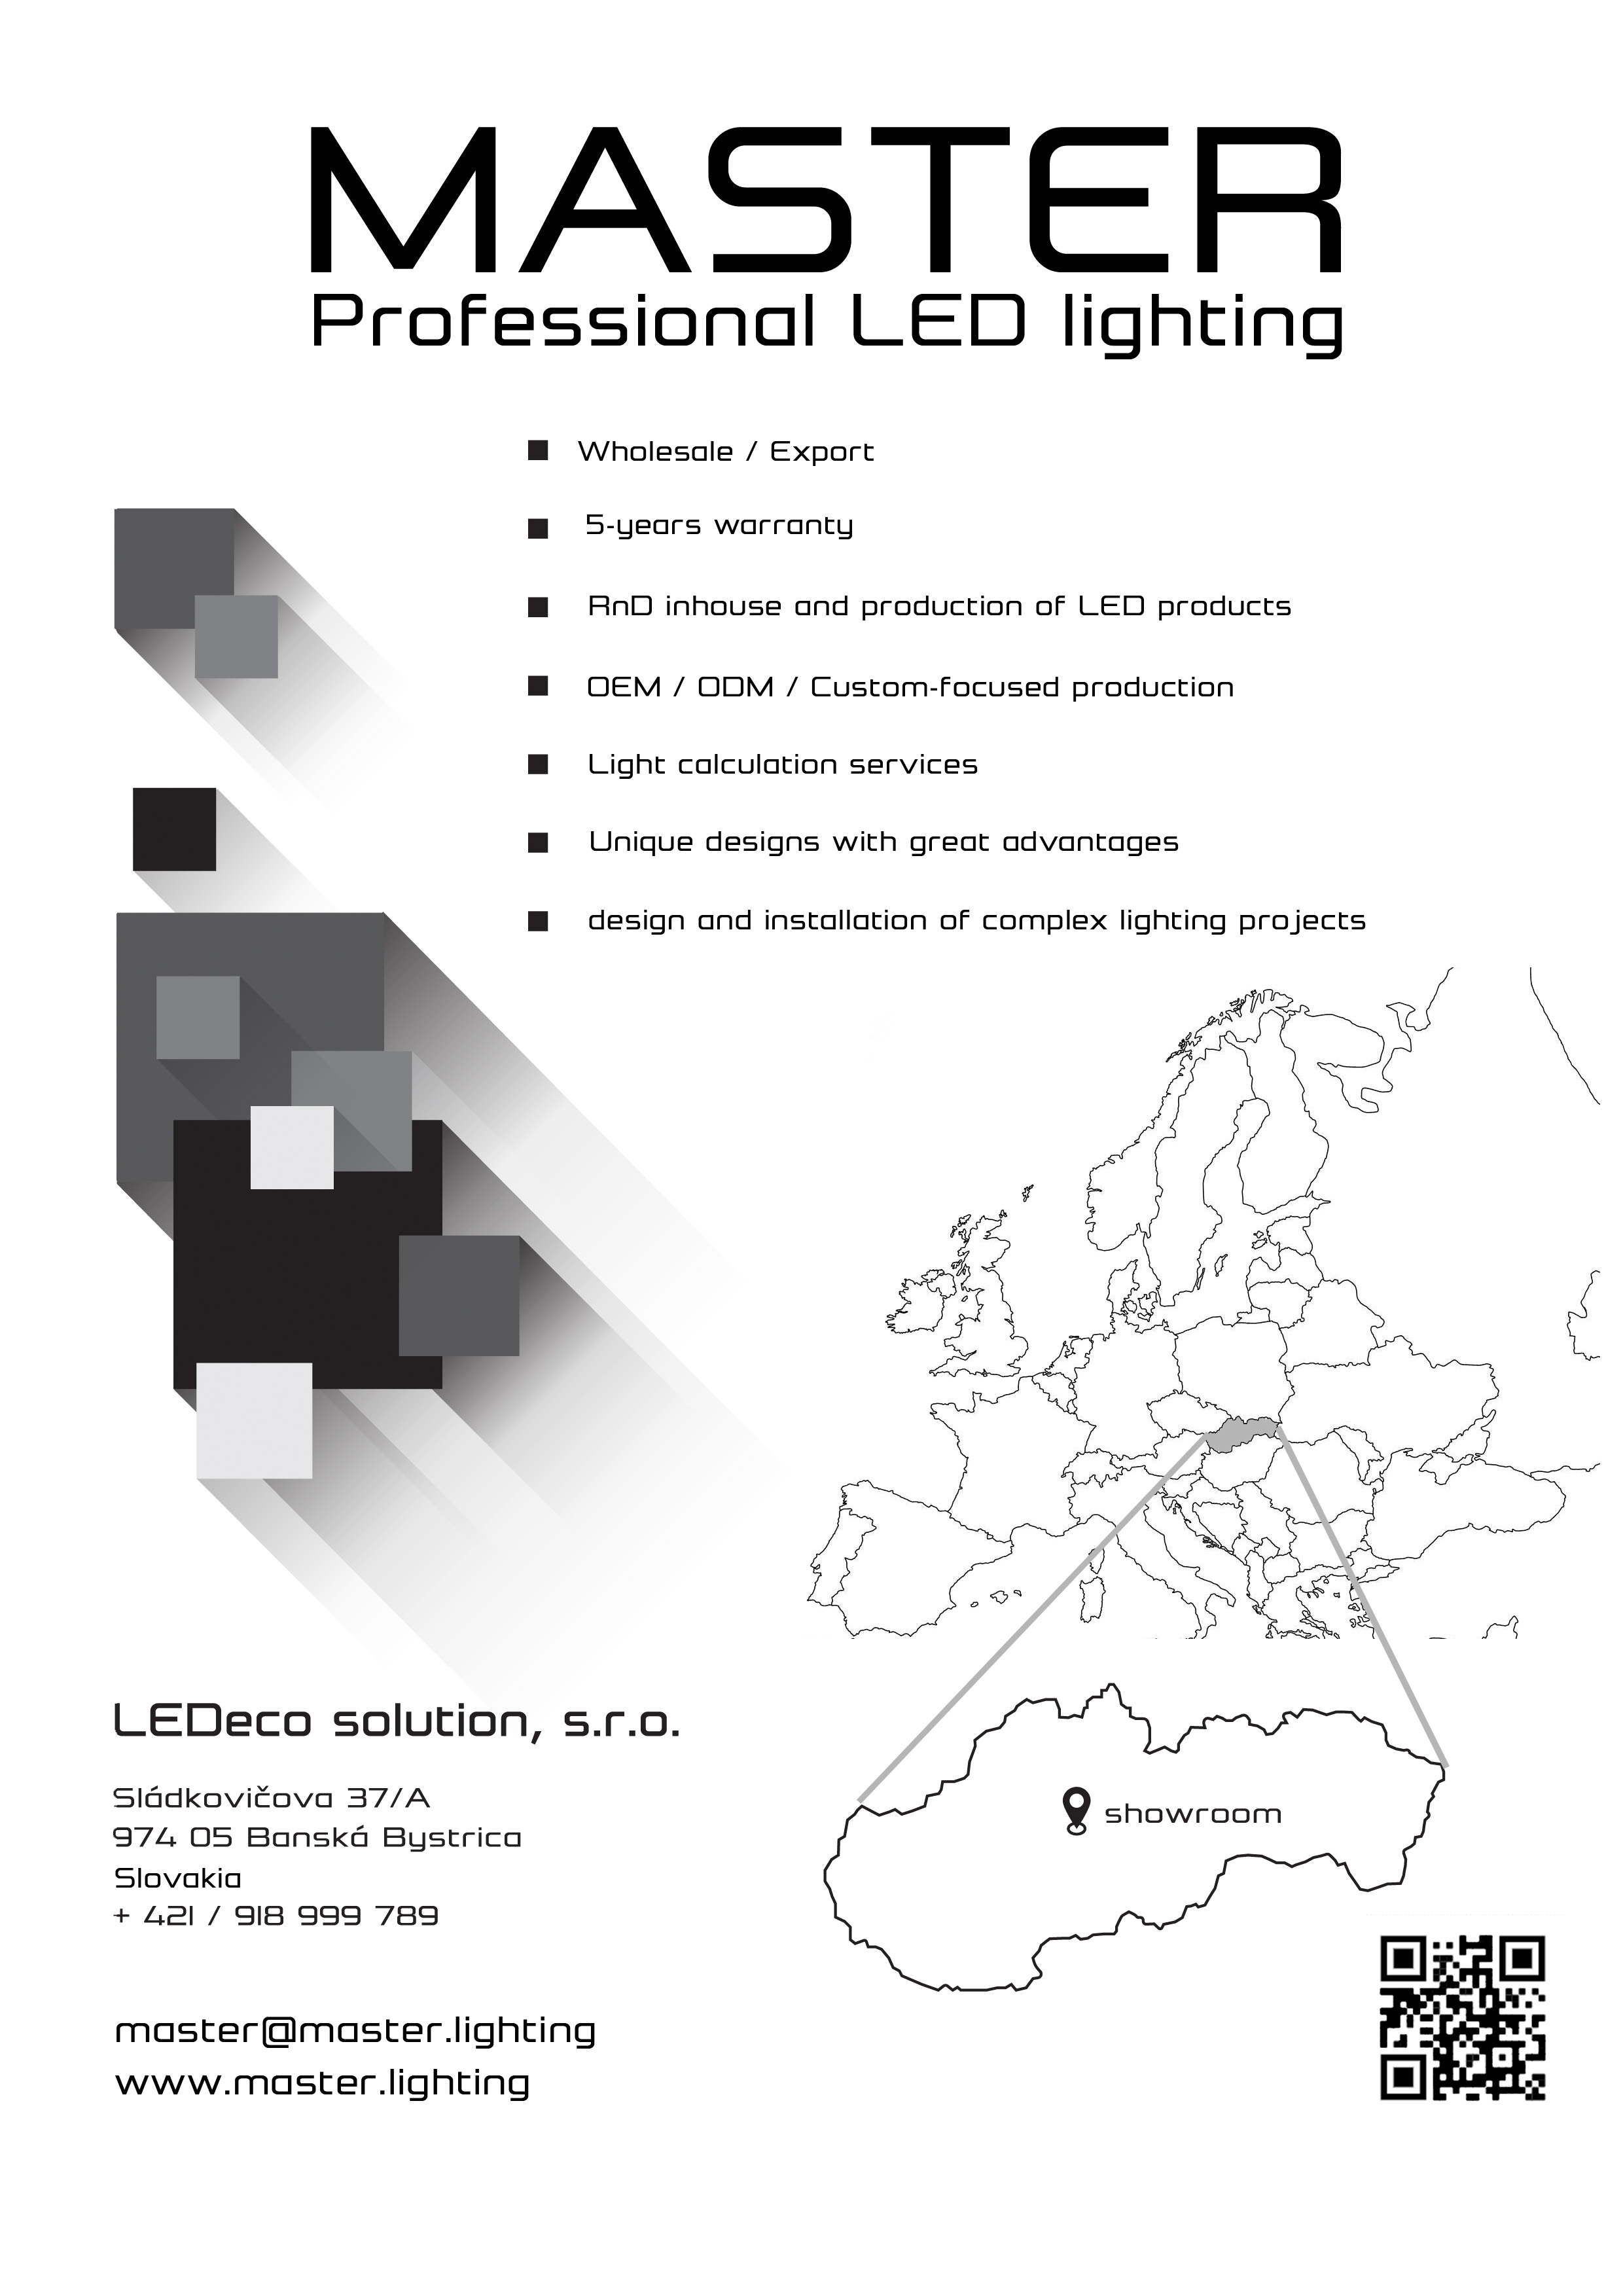 MASTER
Professional LED lighting
Wholesale / Export
5-years warranty
RnD inhouse and production of LED products
OEM / ODM / Custom-focused production
Light calculation services
Unique designs with great advantages
design and installation of complex lighting projects
showroom
LEDeco solution, s.r.o.
Sládkovičova 37/A
974 05 Banská Bystrica
Slovakia
+ 421 / 918 999 789
master@master.lighting
www.master.lighting